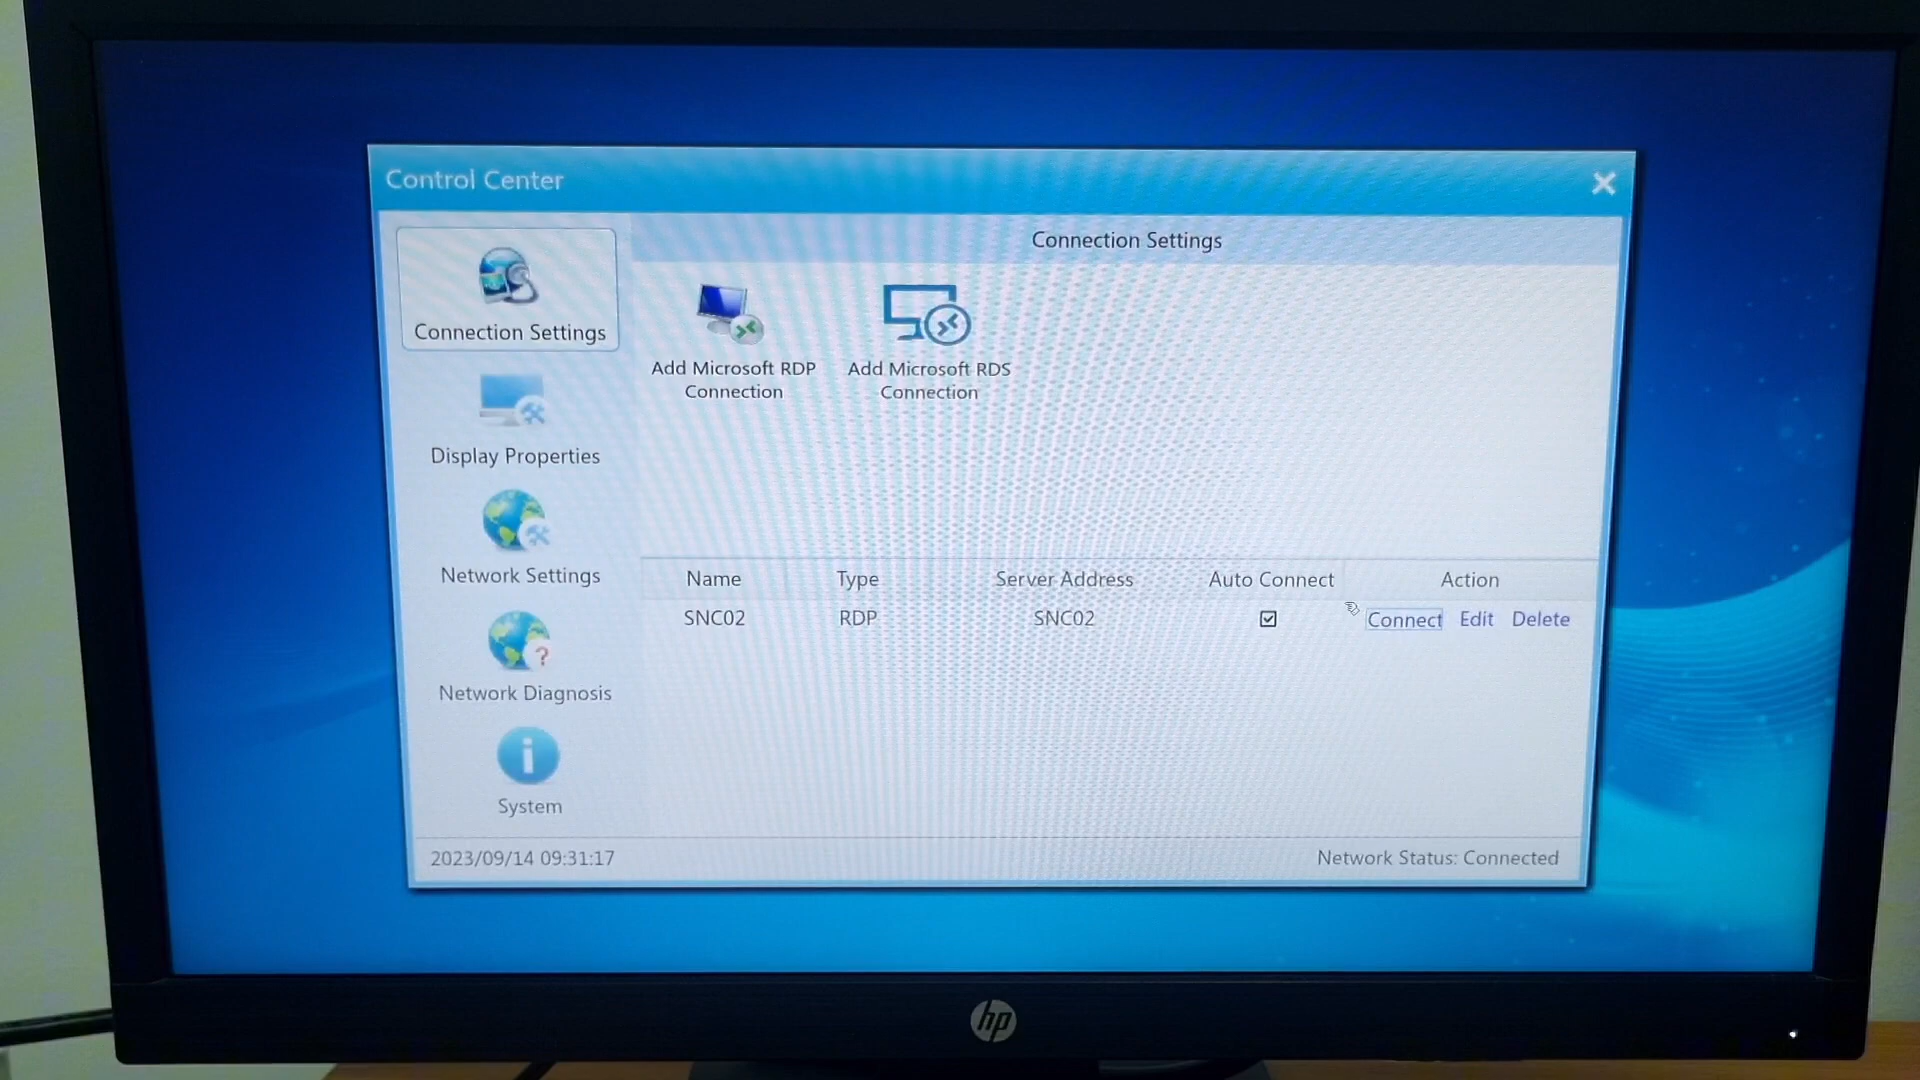 Control Center
Connection Settings
Connection Settings
Add Microsoft RDP
Connection
Add Microsoft RDS
Connection
Display Properties
Network Settings
Network Diagnosis
System
Name Type Server Address Auto Connect Action
SNC02 RDP SNC02 Connect Edit Delete
2023/09/14 09:31:17
Network Status: Connected
hp